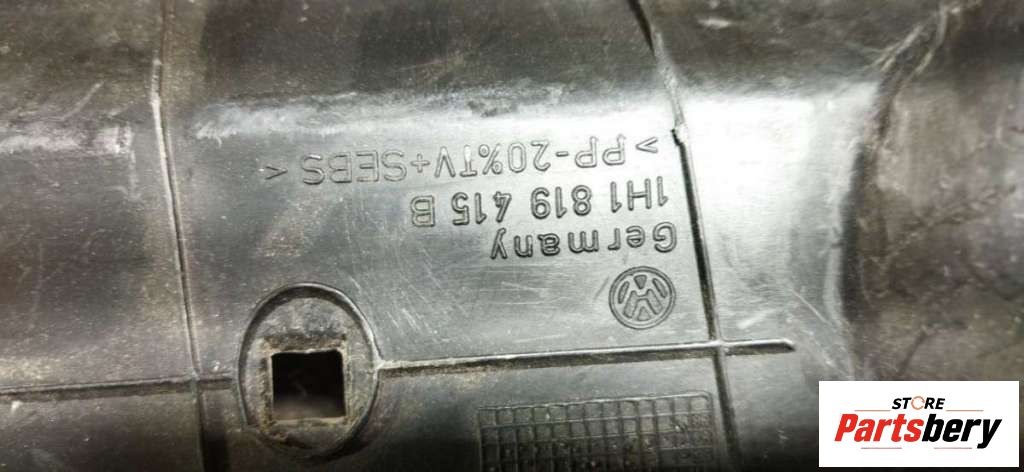 Germany
1H1 819 415 B
>PP-20%TV+SEBS<
STORE
Partsbery